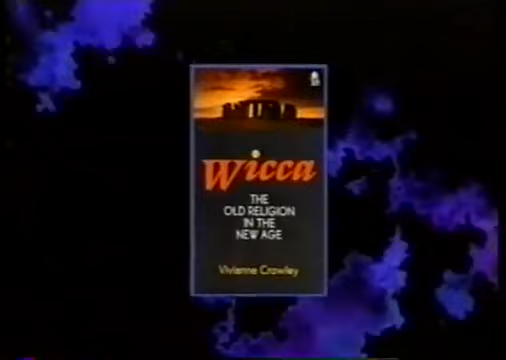 Wicca
THE
OLD RELIGION
IN THE
NEW AGE
Vivianne Crowley